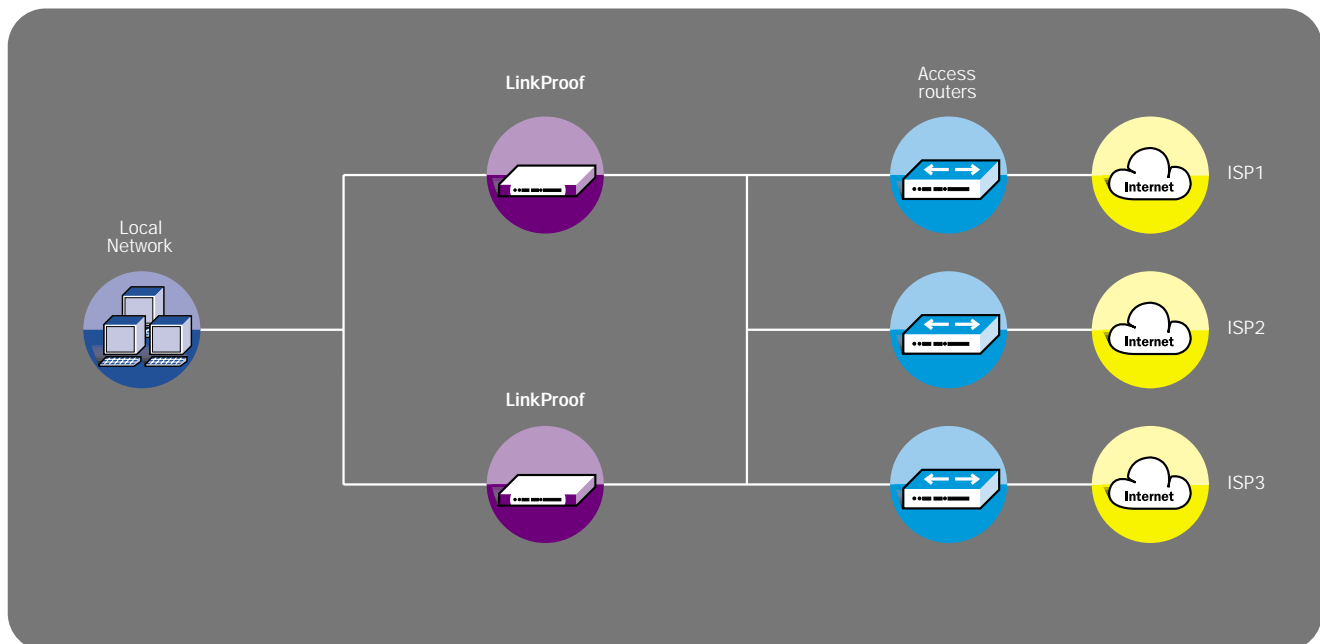 LinkProof
Access
routers
Internet
ISP1
Local
Network
Internet
ISP2
LinkProof
Internet
ISP3